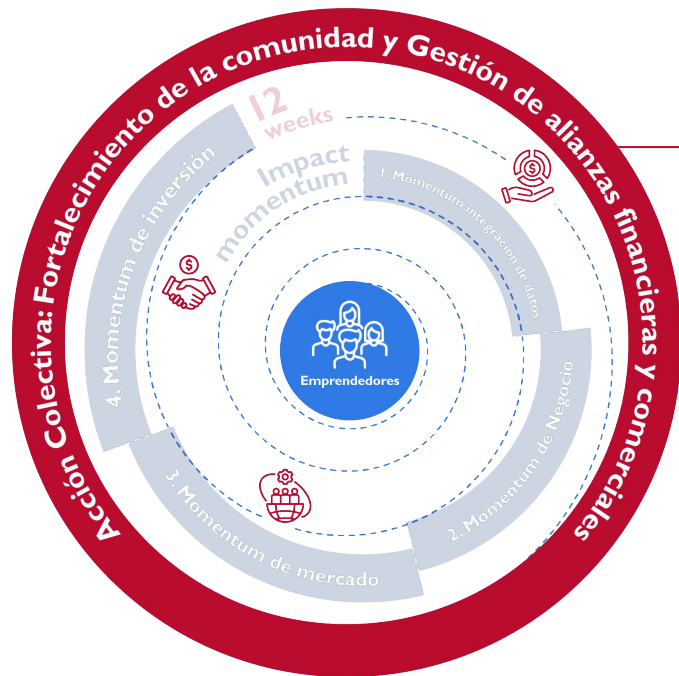 Acción Colectiva: Fortalecimiento de la comunidad y Gestión de alianzas financieras y comerciales
12
weeks
Impact
momentum
1. Momentum integracion de datos
2. Momentum de Negocio
3. Momentum de mercado
4. Momentum de inversión
Emprendedores